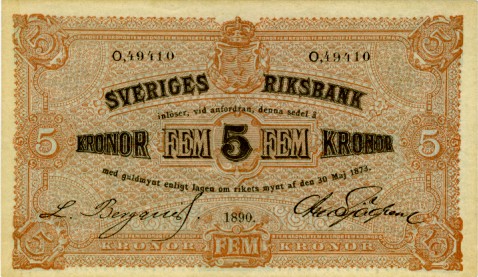 O,49410 O,49410
SVERIGES RIKSBANK
inlöser, vid anfordran, denna sedel å
5 KRONOR FEM 5 FEM KRONOR 5
med guldmynt enligt lagen om rikets mynt af den 30 Maj 1873.
L. Bergqvist. 1890.
KRONOR FEM KRONOR